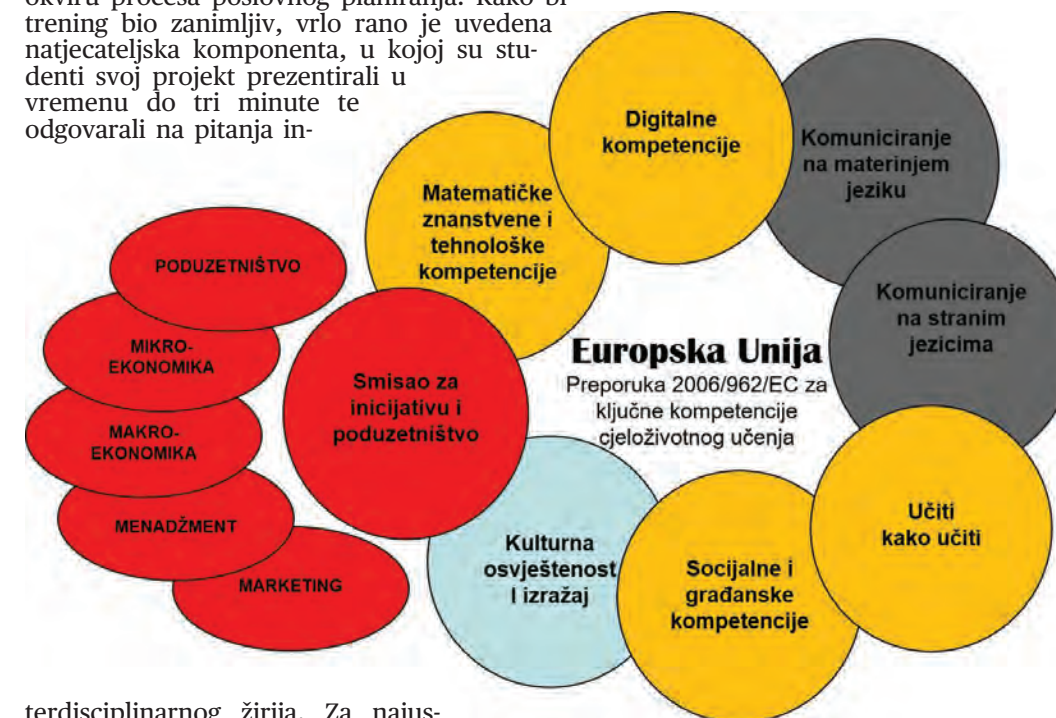 okviru procesa poslovnog planiranja. Kako bi
trening bio zanimljiv, vrlo rano je uvedena
natjecateljska komponenta, u kojoj su stu-
denti svoj projekt prezentirali u
vremenu do tri minute te
odgovarali na pitanja in-
Digitalne
kompetencije
Komuniciranje
na materinjem
jeziku
Matematičke
znanstvene i
tehnološke
kompetencije
PODUZETNIŠTVO
MIKRO-
EKONOMIKA
MAKRO-
EKONOMIKA
MENADŽMENT
MARKETING
Smisao za
inicijativu i
poduzetništvo
Europska Unija
Preporuka 2006/962/EC za
ključne kompetencije
cjeloživotnog učenja
Komuniciranje
na stranim
jezicima
Učiti
kako učiti
Kulturna
osvještenost
I izražaj
Socijalne i
građanske
kompetencije
terdisciplinarnog žirija. Za najus-